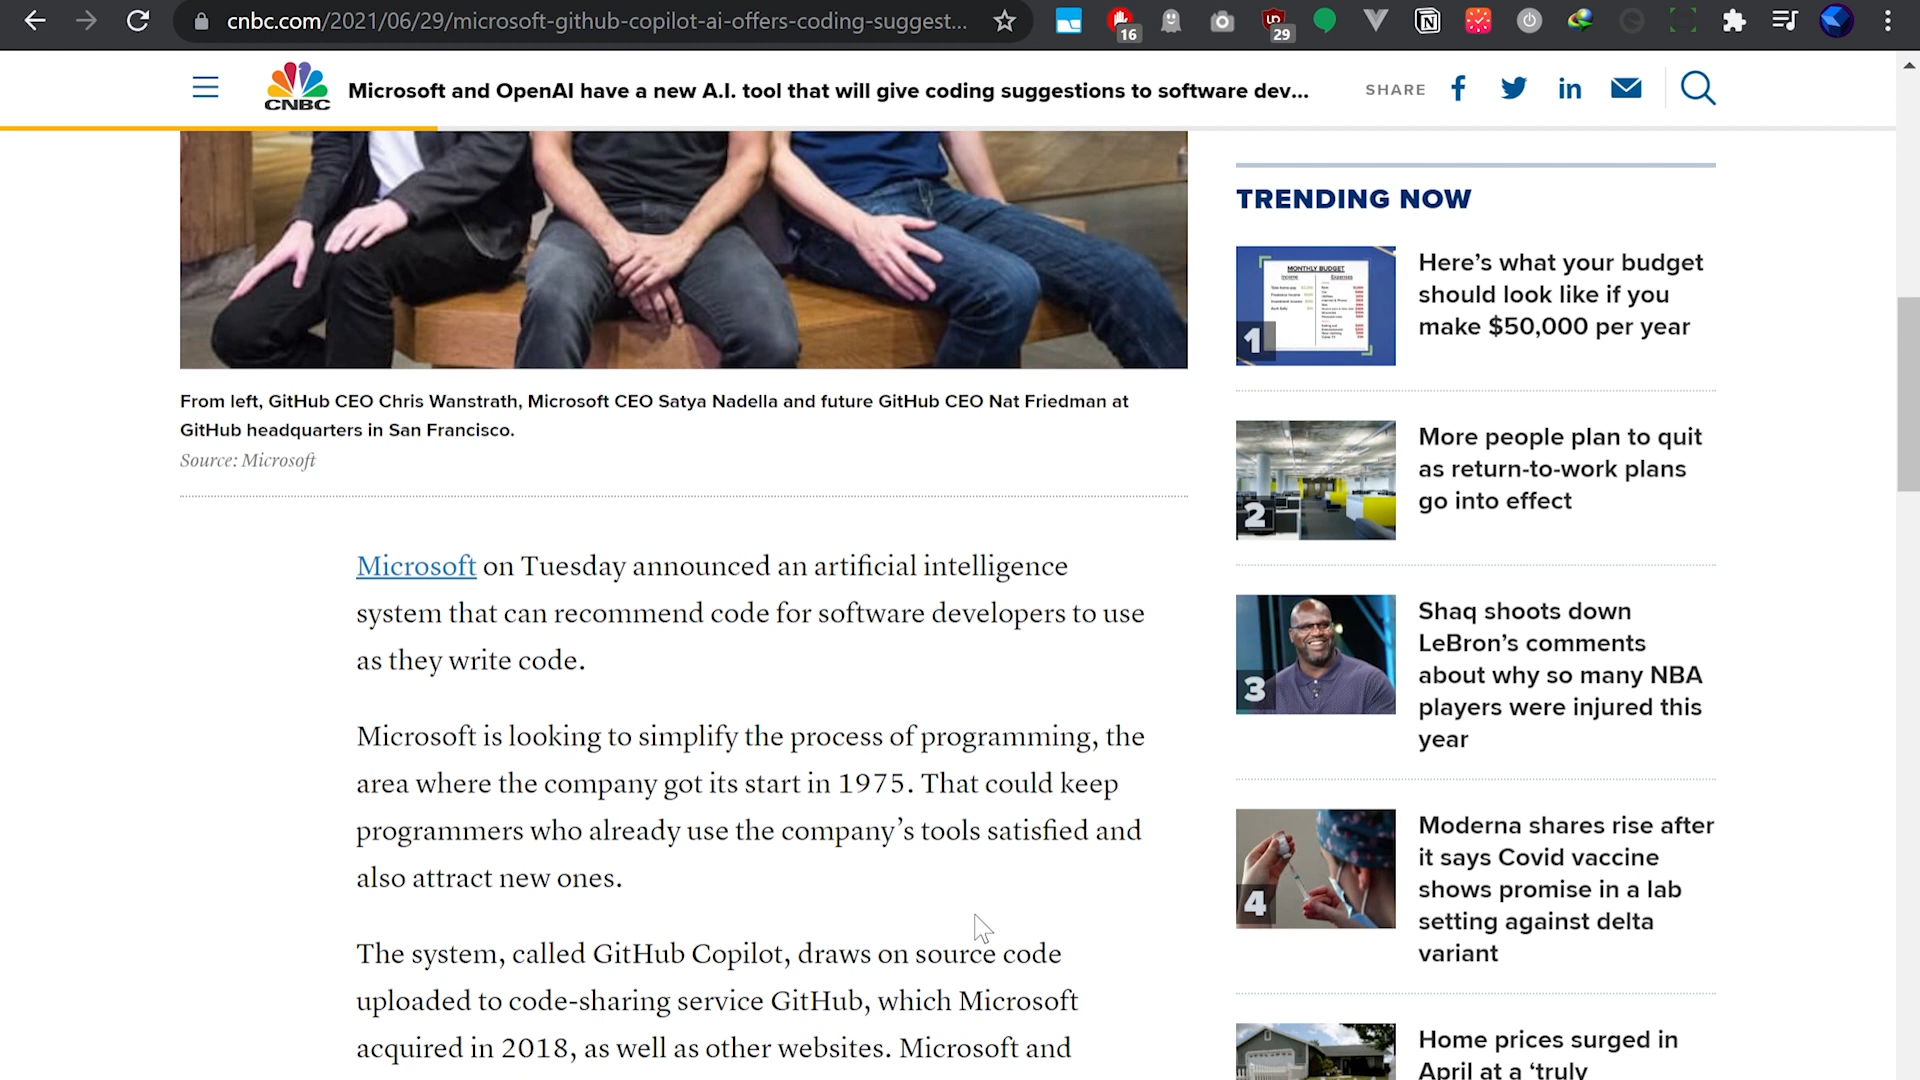 cnbc.com/2021/06/29/microsoft-github-copilot-ai-offers-coding-suggest...
16
29
CNBC
Microsoft and OpenAI have a new A.I. tool that will give coding suggestions to software dev...
SHARE
From left, GitHub CEO Chris Wanstrath, Microsoft CEO Satya Nadella and future GitHub CEO Nat Friedman at
GitHub headquarters in San Francisco.
Source: Microsoft
Microsoft on Tuesday announced an artificial intelligence
system that can recommend code for software developers to use
as they write code.
Microsoft is looking to simplify the process of programming, the
area where the company got its start in 1975. That could keep
programmers who already use the company’s tools satisfied and
also attract new ones.
The system, called GitHub Copilot, draws on source code
uploaded to code-sharing service GitHub, which Microsoft
acquired in 2018, as well as other websites. Microsoft and
TRENDING NOW
MONTHLY BUDGET
Income
Expenses
1
Here’s what your budget
should look like if you
make $50,000 per year
2
More people plan to quit
as return-to-work plans
go into effect
3
Shaq shoots down
LeBron’s comments
about why so many NBA
players were injured this
year
4
Moderna shares rise after
it says Covid vaccine
shows promise in a lab
setting against delta
variant
Home prices surged in
April at a ‘truly